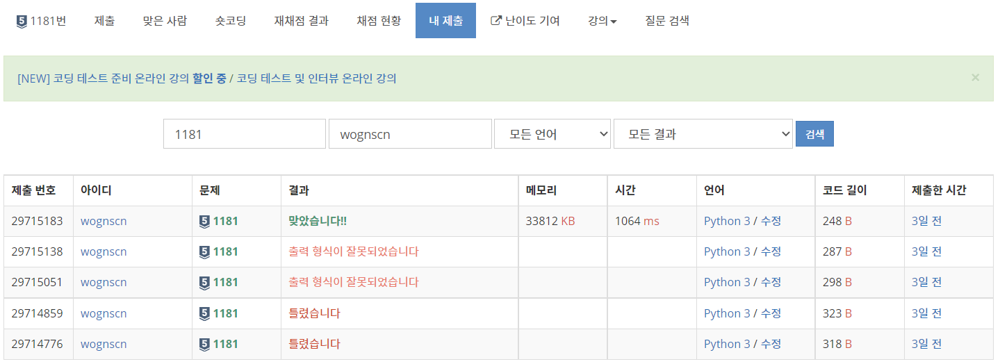 5 1181번 제출 맞은 사람 숏코딩 재채점 결과 채점 현황 내 제출 난이도 기여 강의 질문 검색
[NEW] 코딩 테스트 준비 온라인 강의 할인 중 / 코딩 테스트 및 인터뷰 온라인 강의 ×
1181 wognscn 모든 언어 모든 결과 검색
제출 번호 아이디 문제 결과 메모리 시간 언어 코드 길이 제출한 시간
29715183 wognscn 5 1181 맞았습니다!! 33812 KB 1064 ms Python 3 / 수정 248 B 3일 전
29715138 wognscn 5 1181 출력 형식이 잘못되었습니다 Python 3 / 수정 287 B 3일 전
29715051 wognscn 5 1181 출력 형식이 잘못되었습니다 Python 3 / 수정 298 B 3일 전
29714859 wognscn 5 1181 틀렸습니다 Python 3 / 수정 323 B 3일 전
29714776 wognscn 5 1181 틀렸습니다 Python 3 / 수정 318 B 3일 전